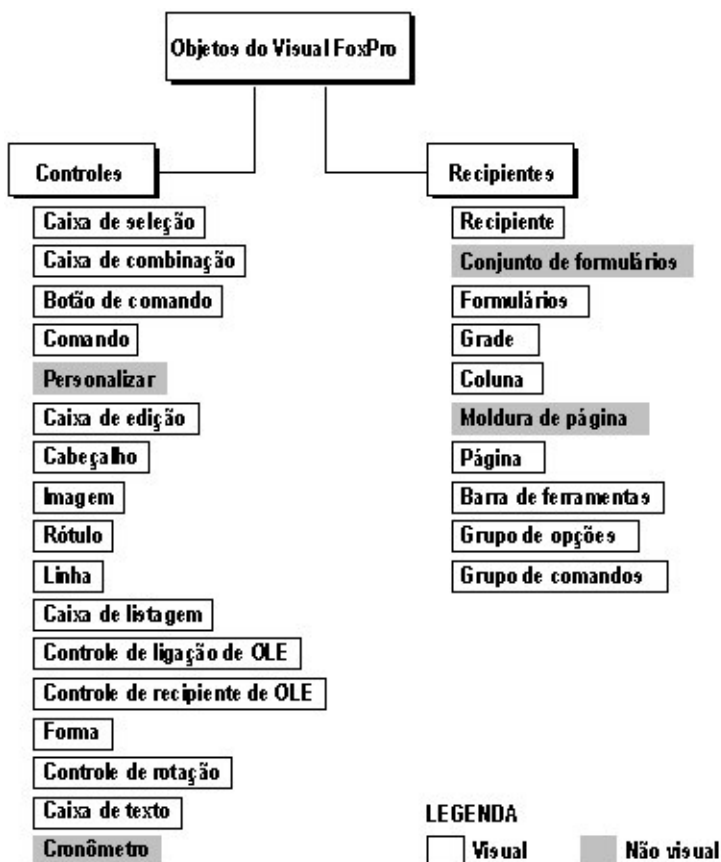 Objetos do Visual FoxPro
Controles
Caixa de seleção
Caixa de combinação
Botão de comando
Comando
Personalizar
Caixa de edição
Cabeçalho
Imagem
Rótulo
Linha
Caixa de listagem
Controle de ligação de OLE
Controle de recipiente de OLE
Forma
Controle de rotação
Caixa de texto
Cronômetro
Recipientes
Recipiente
Conjunto de formulários
Formulários
Grade
Coluna
Moldura de página
Página
Barra de ferramentas
Grupo de opções
Grupo de comandos
LEGENDA
Visual
Não visual